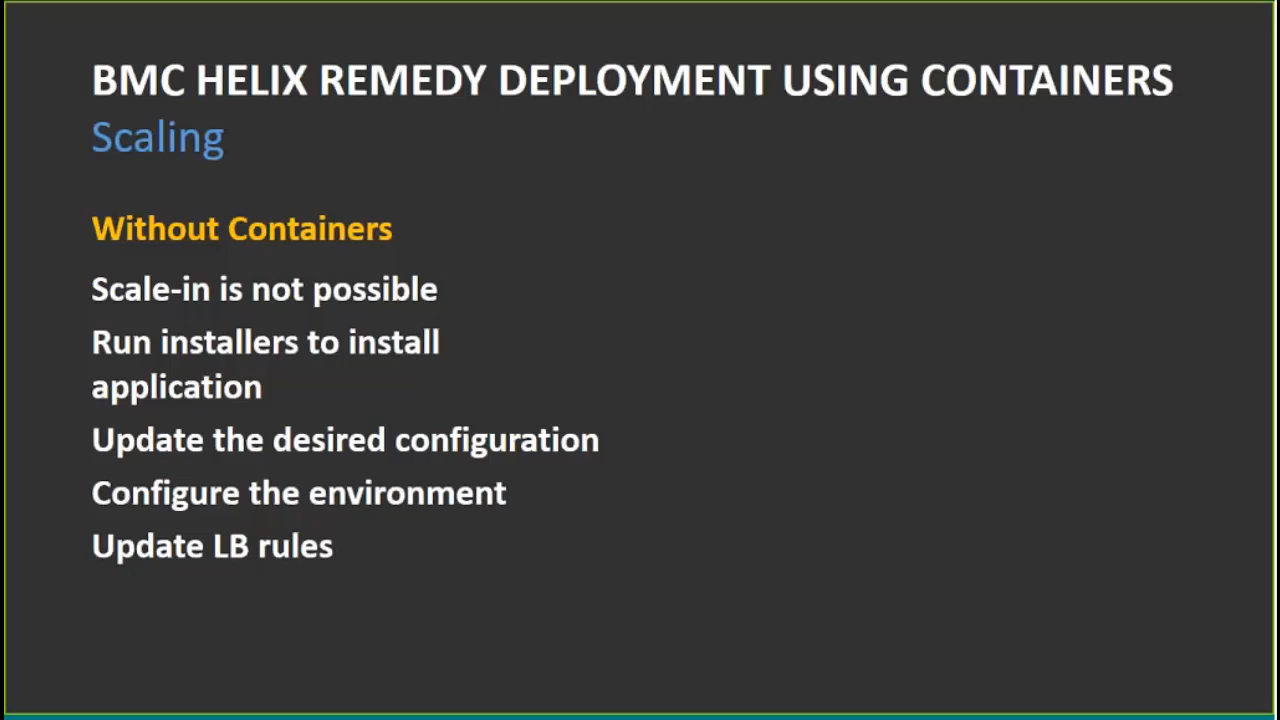 BMC HELIX REMEDY DEPLOYMENT USING CONTAINERS
Scaling
Without Containers
Scale-in is not possible
Run installers to install
application
Update the desired configuration
Configure the environment
Update LB rules